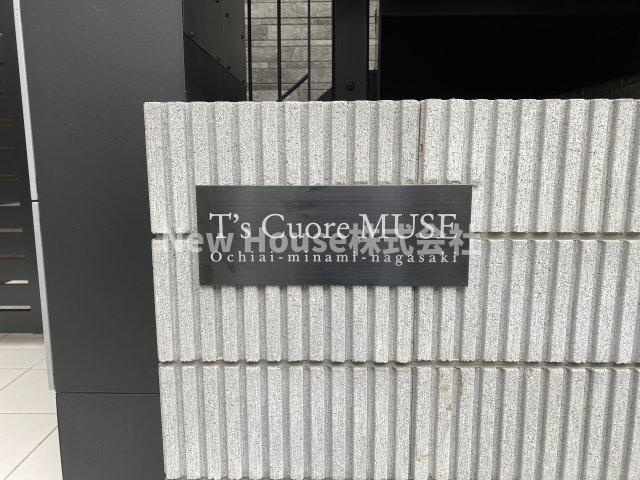 T's Cuore MUSE
New House株式会社
Ochiai-minami-nagasaki